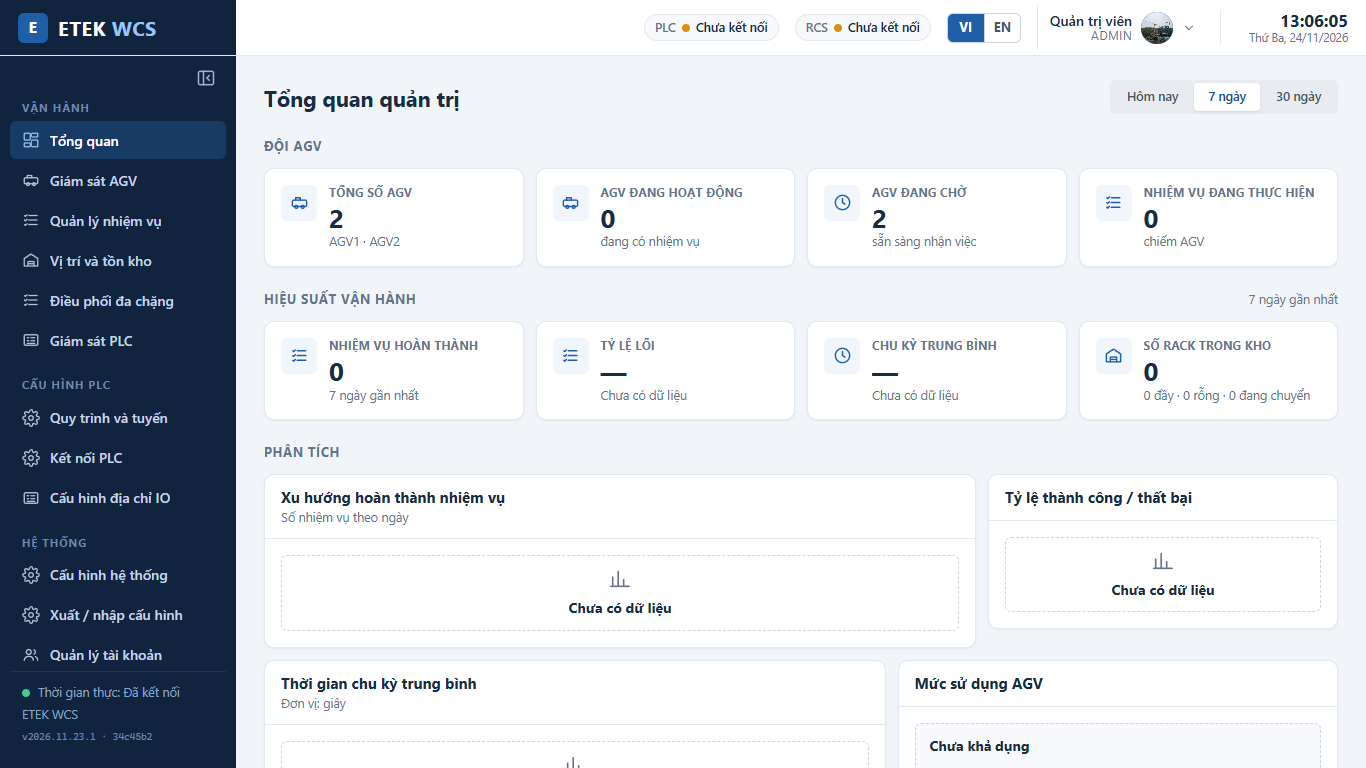 E ETEK WCS
PLC Chưa kết nối
RCS Chưa kết nối
VI EN
Quản trị viên
ADMIN
13:06:05
Thứ Ba, 24/11/2026
VẬN HÀNH
Tổng quan
Giám sát AGV
Quản lý nhiệm vụ
Vị trí và tồn kho
Điều phối đa chặng
Giám sát PLC
CẤU HÌNH PLC
Quy trình và tuyến
Kết nối PLC
Cấu hình địa chỉ IO
HỆ THỐNG
Cấu hình hệ thống
Xuất / nhập cấu hình
Quản lý tài khoản
Thời gian thực: Đã kết nối
ETEK WCS
v2026.11.23.1 · 34c45b2
Tổng quan quản trị
Hôm nay 7 ngày 30 ngày
ĐỘI AGV
TỔNG SỐ AGV
2
AGV1 · AGV2
AGV ĐANG HOẠT ĐỘNG
0
đang có nhiệm vụ
AGV ĐANG CHỜ
2
sẵn sàng nhận việc
NHIỆM VỤ ĐANG THỰC HIỆN
0
chiếm AGV
HIỆU SUẤT VẬN HÀNH
7 ngày gần nhất
NHIỆM VỤ HOÀN THÀNH
0
7 ngày gần nhất
TỶ LỆ LỖI
—
Chưa có dữ liệu
CHU KỲ TRUNG BÌNH
—
Chưa có dữ liệu
SỐ RACK TRONG KHO
0
0 đầy · 0 rỗng · 0 đang chuyển
PHÂN TÍCH
Xu hướng hoàn thành nhiệm vụ
Số nhiệm vụ theo ngày
Chưa có dữ liệu
Tỷ lệ thành công / thất bại
Chưa có dữ liệu
Thời gian chu kỳ trung bình
Đơn vị: giây
Mức sử dụng AGV
Chưa khả dụng